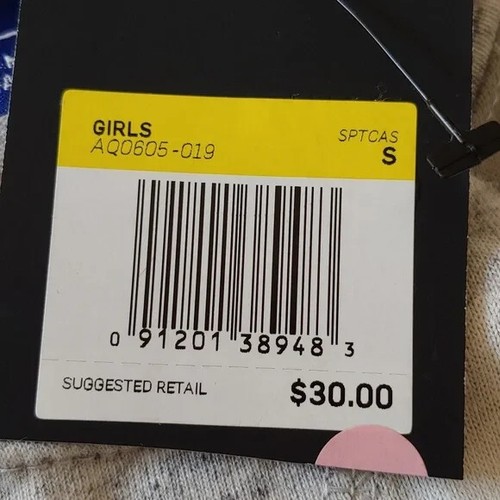 GIRLS
AQ0605-019
SPTCAS
S
0 91201 38948 3
SUGGESTED RETAIL
$30.00